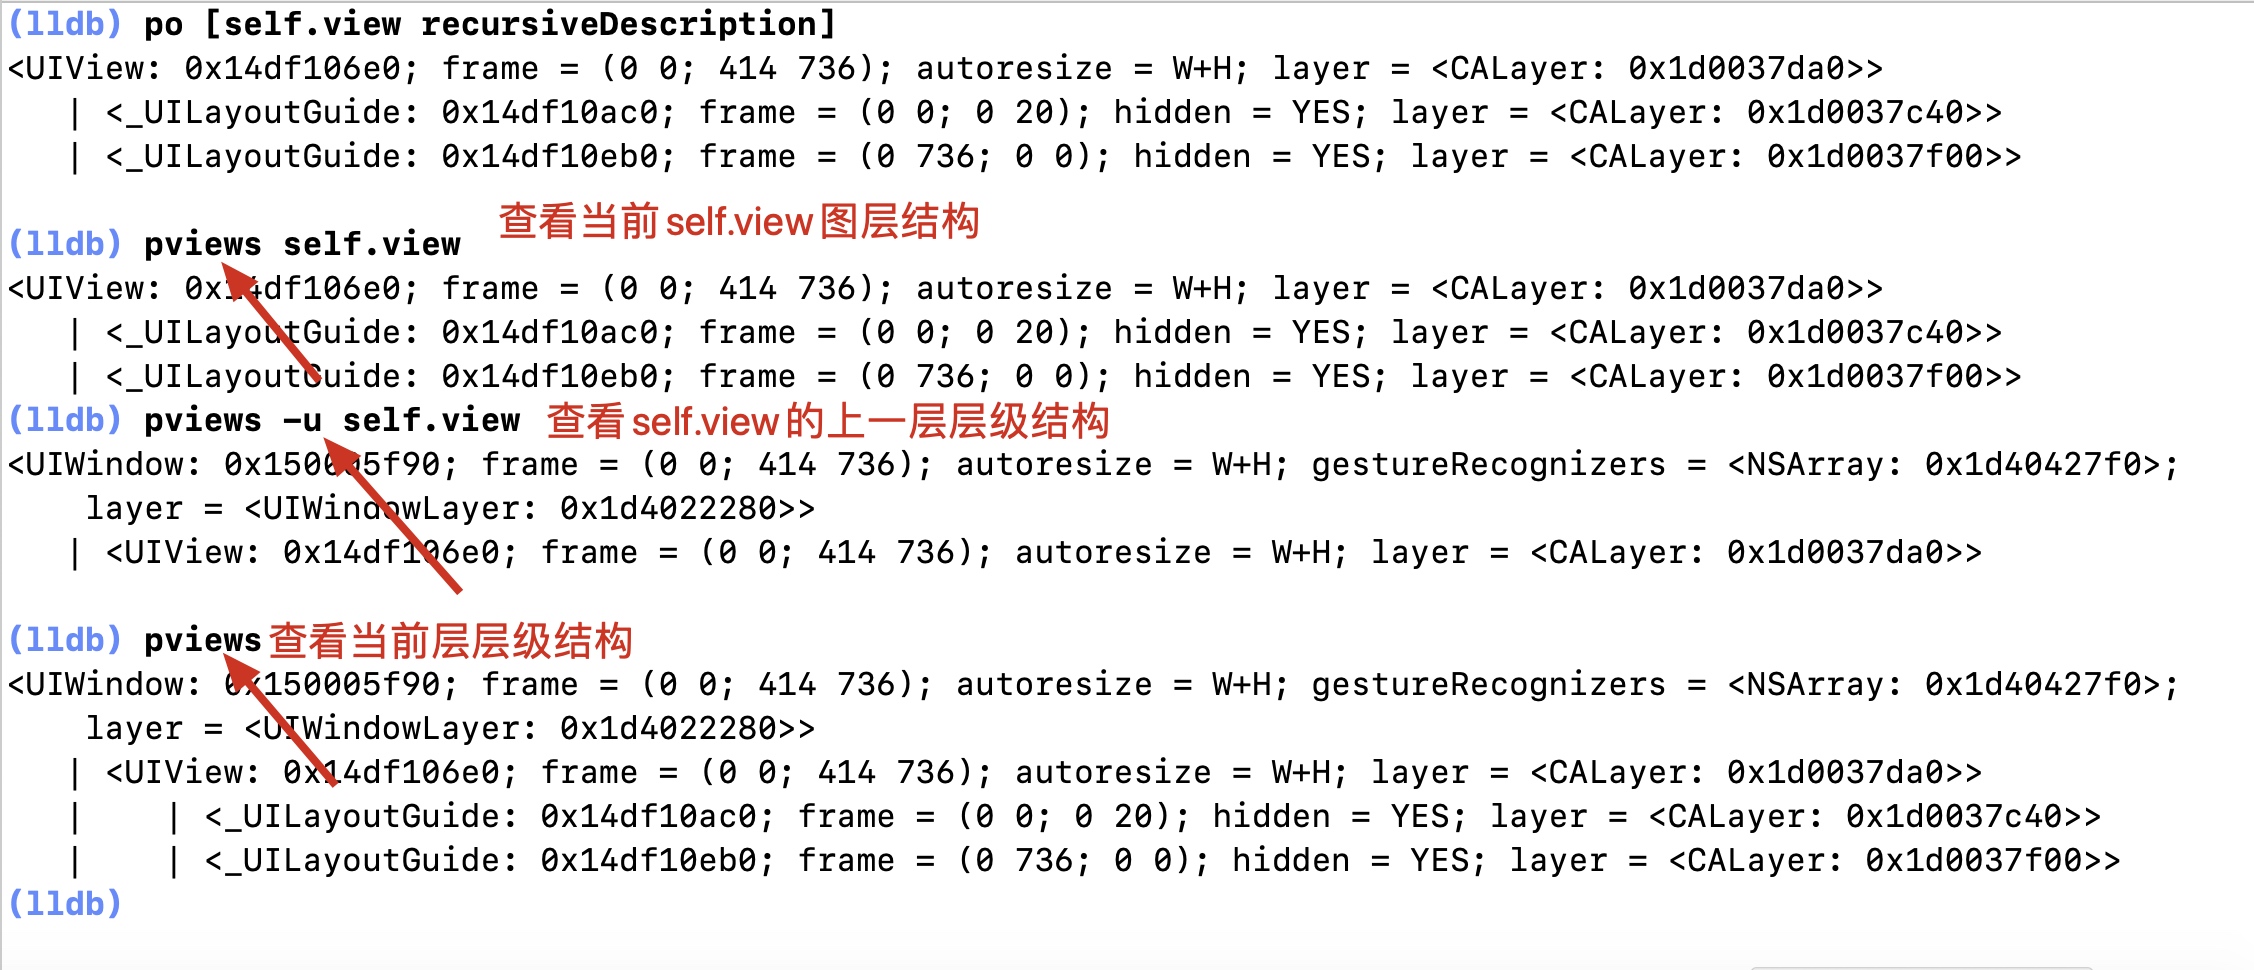 (lldb) po [self.view recursiveDescription]
<UIView: 0x14df106e0; frame = (0 0; 414 736); autoresize = W+H; layer = <CALayer: 0x1d0037da0>>
   | <_UILayoutGuide: 0x14df10ac0; frame = (0 0; 0 20); hidden = YES; layer = <CALayer: 0x1d0037c40>>
   | <_UILayoutGuide: 0x14df10eb0; frame = (0 736; 0 0); hidden = YES; layer = <CALayer: 0x1d0037f00>>
查看当前self.view图层结构
(lldb) pviews self.view
<UIView: 0x14df106e0; frame = (0 0; 414 736); autoresize = W+H; layer = <CALayer: 0x1d0037da0>>
   | <_UILayoutGuide: 0x14df10ac0; frame = (0 0; 0 20); hidden = YES; layer = <CALayer: 0x1d0037c40>>
   | <_UILayoutGuide: 0x14df10eb0; frame = (0 736; 0 0); hidden = YES; layer = <CALayer: 0x1d0037f00>>
(lldb) pviews -u self.view 查看self.view的上一层层级结构
<UIWindow: 0x150005f90; frame = (0 0; 414 736); autoresize = W+H; gestureRecognizers = <NSArray: 0x1d40427f0>;
    layer = <UIWindowLayer: 0x1d4022280>>
   | <UIView: 0x14df106e0; frame = (0 0; 414 736); autoresize = W+H; layer = <CALayer: 0x1d0037da0>>
(lldb) pviews 查看当前层层级结构
<UIWindow: 0x150005f90; frame = (0 0; 414 736); autoresize = W+H; gestureRecognizers = <NSArray: 0x1d40427f0>;
    layer = <UIWindowLayer: 0x1d4022280>>
   | <UIView: 0x14df106e0; frame = (0 0; 414 736); autoresize = W+H; layer = <CALayer: 0x1d0037da0>>
   |    | <_UILayoutGuide: 0x14df10ac0; frame = (0 0; 0 20); hidden = YES; layer = <CALayer: 0x1d0037c40>>
   |    | <_UILayoutGuide: 0x14df10eb0; frame = (0 736; 0 0); hidden = YES; layer = <CALayer: 0x1d0037f00>>
(lldb)